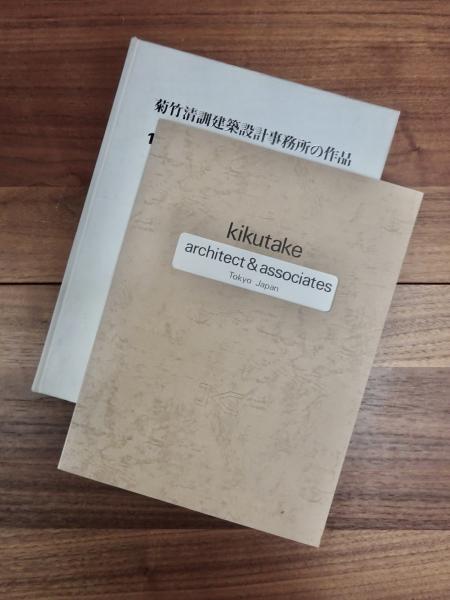 菊竹清訓建築設計事務所の作品
1
kikutake
architect & associates
Tokyo Japan